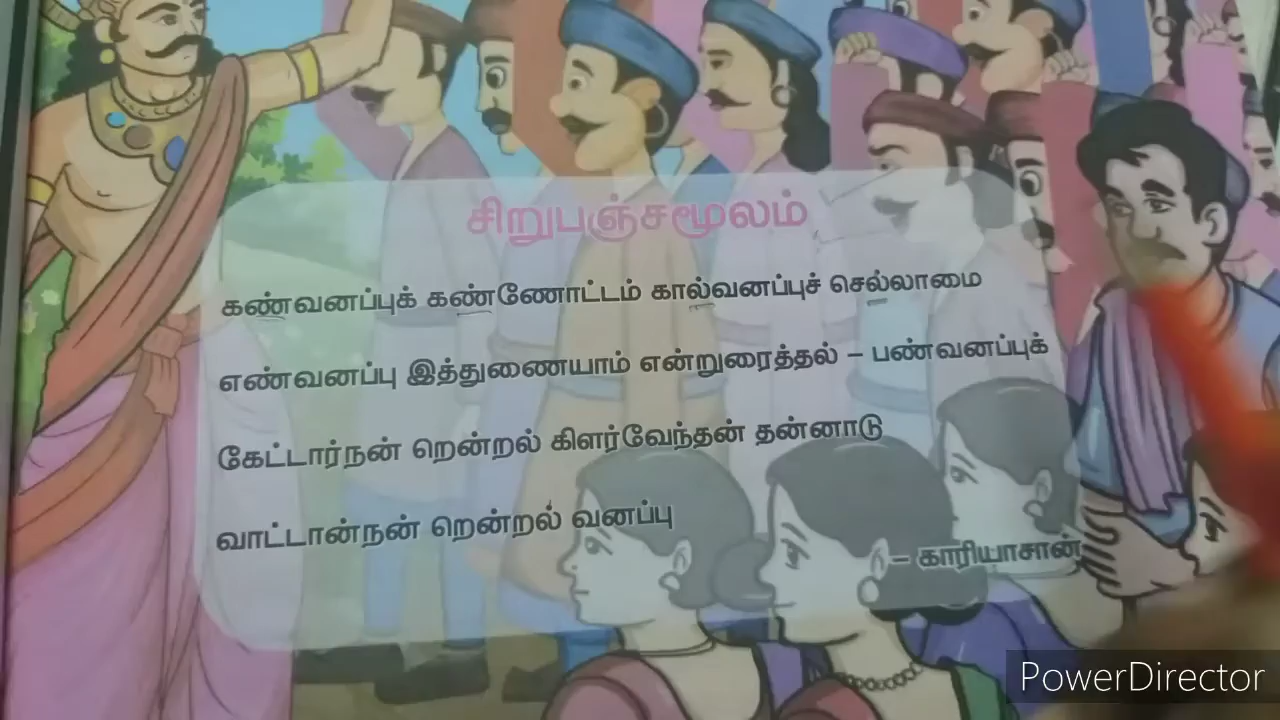 சிறுபஞ்சமூலம்
கண்வனப்புக் கண்ணோட்டம் கால்வனப்புச் செல்லாமை
எண்வனப்பு இத்துணையாம் என்றுரைத்தல் – பண்வனப்புக்
கேட்டார்நன் றென்றல் கிளர்வேந்தன் தன்னாடு
வாட்டான்நன் றென்றல் வனப்பு
– காரியாசான்
PowerDirector